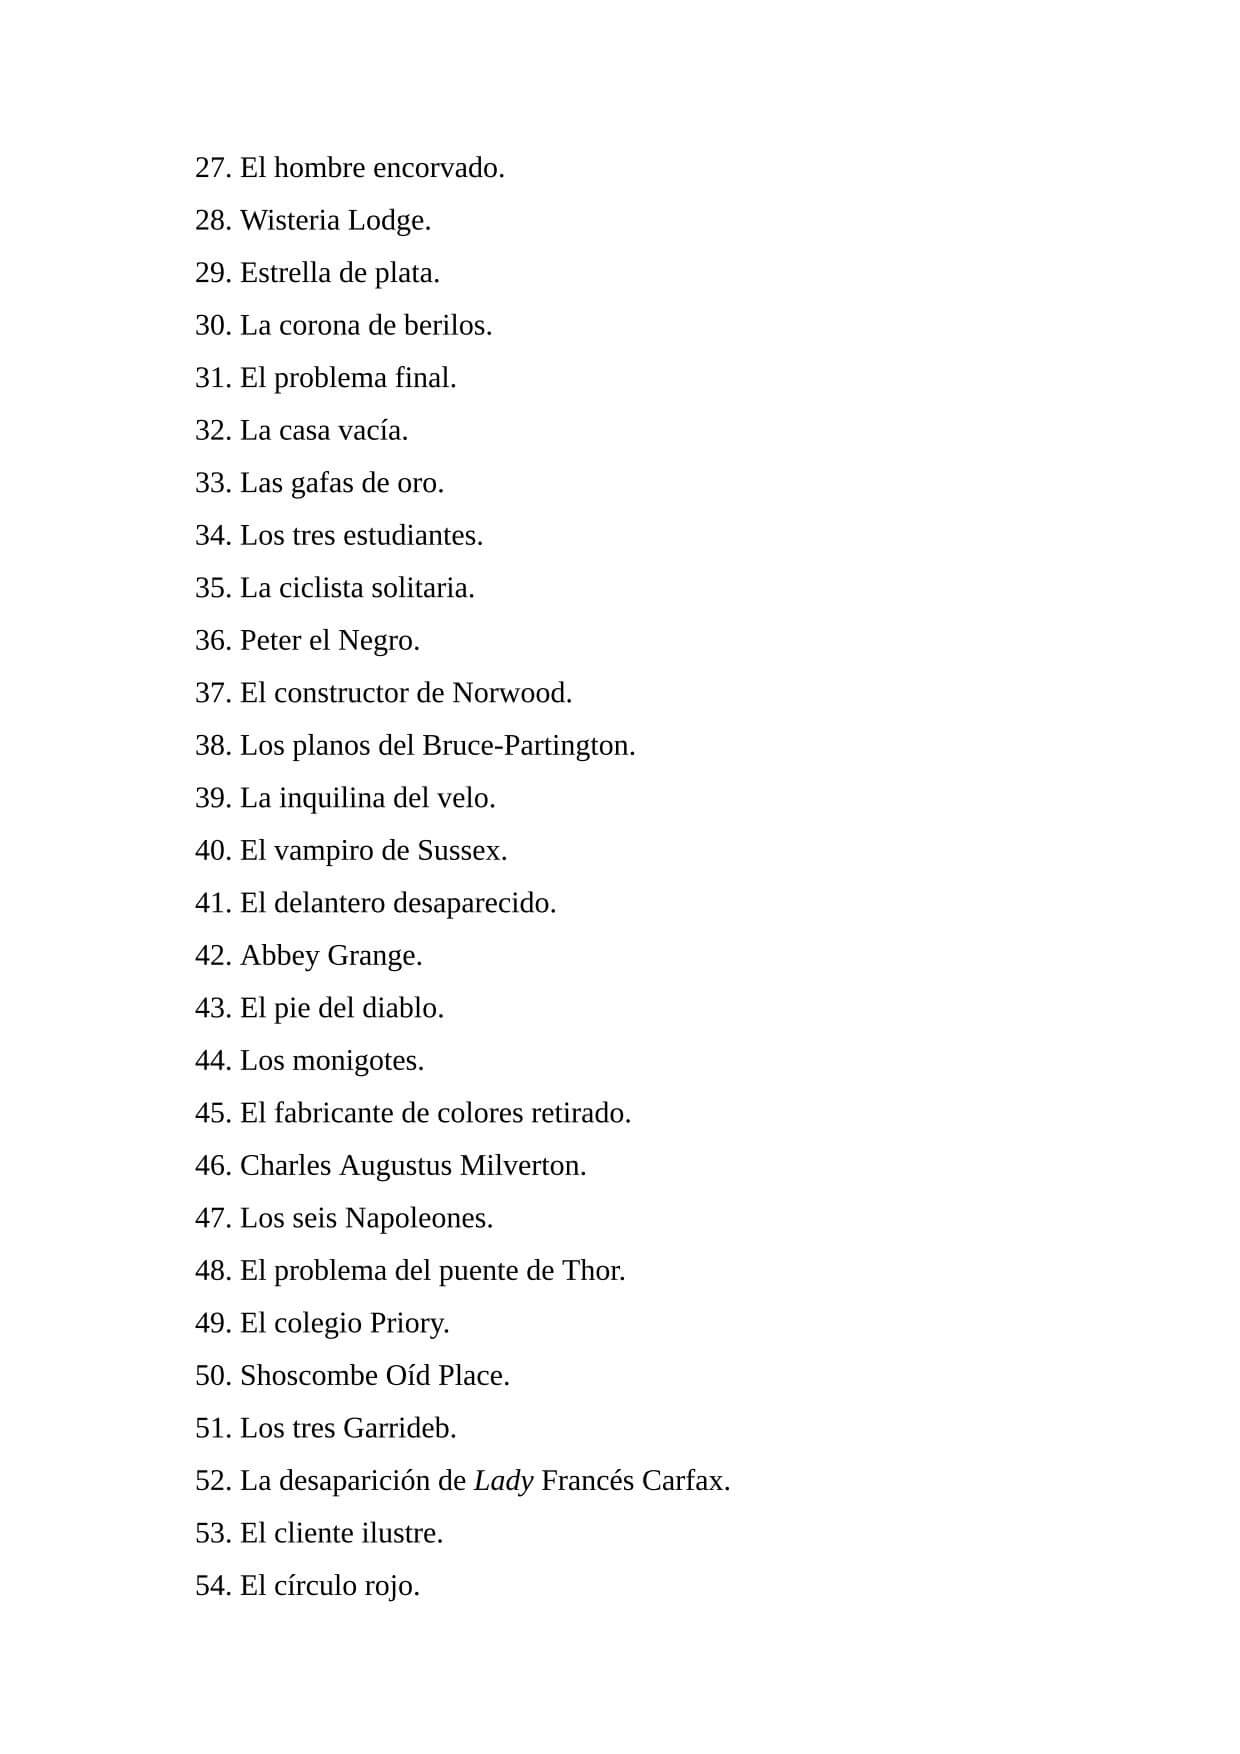 27. El hombre encorvado.
28. Wisteria Lodge.
29. Estrella de plata.
30. La corona de berilos.
31. El problema final.
32. La casa vacía.
33. Las gafas de oro.
34. Los tres estudiantes.
35. La ciclista solitaria.
36. Peter el Negro.
37. El constructor de Norwood.
38. Los planos del Bruce-Partington.
39. La inquilina del velo.
40. El vampiro de Sussex.
41. El delantero desaparecido.
42. Abbey Grange.
43. El pie del diablo.
44. Los monigotes.
45. El fabricante de colores retirado.
46. Charles Augustus Milverton.
47. Los seis Napoleones.
48. El problema del puente de Thor.
49. El colegio Priory.
50. Shoscombe Oíd Place.
51. Los tres Garrideb.
52. La desaparición de Lady Francés Carfax.
53. El cliente ilustre.
54. El círculo rojo.